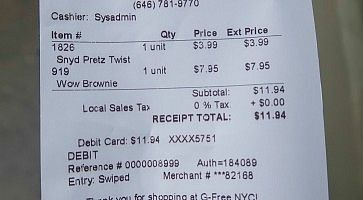 (646) 781-9770
Cashier: Sysadmin
Item # Qty Price Ext Price
1826 1 unit $3.99 $3.99
Snyd Pretz Twist
919 1 unit $7.95 $7.95
Wow Brownie
Subtotal: $11.94
Local Sales Tax 0 % Tax + $0.00
RECEIPT TOTAL: $11.94
Debit Card: $11.94 XXXX5751
DEBIT
Reference # 0000008999 Auth=184089
Entry: Swiped Merchant # ***82168
Thank you for shopping at G-Free NYC!